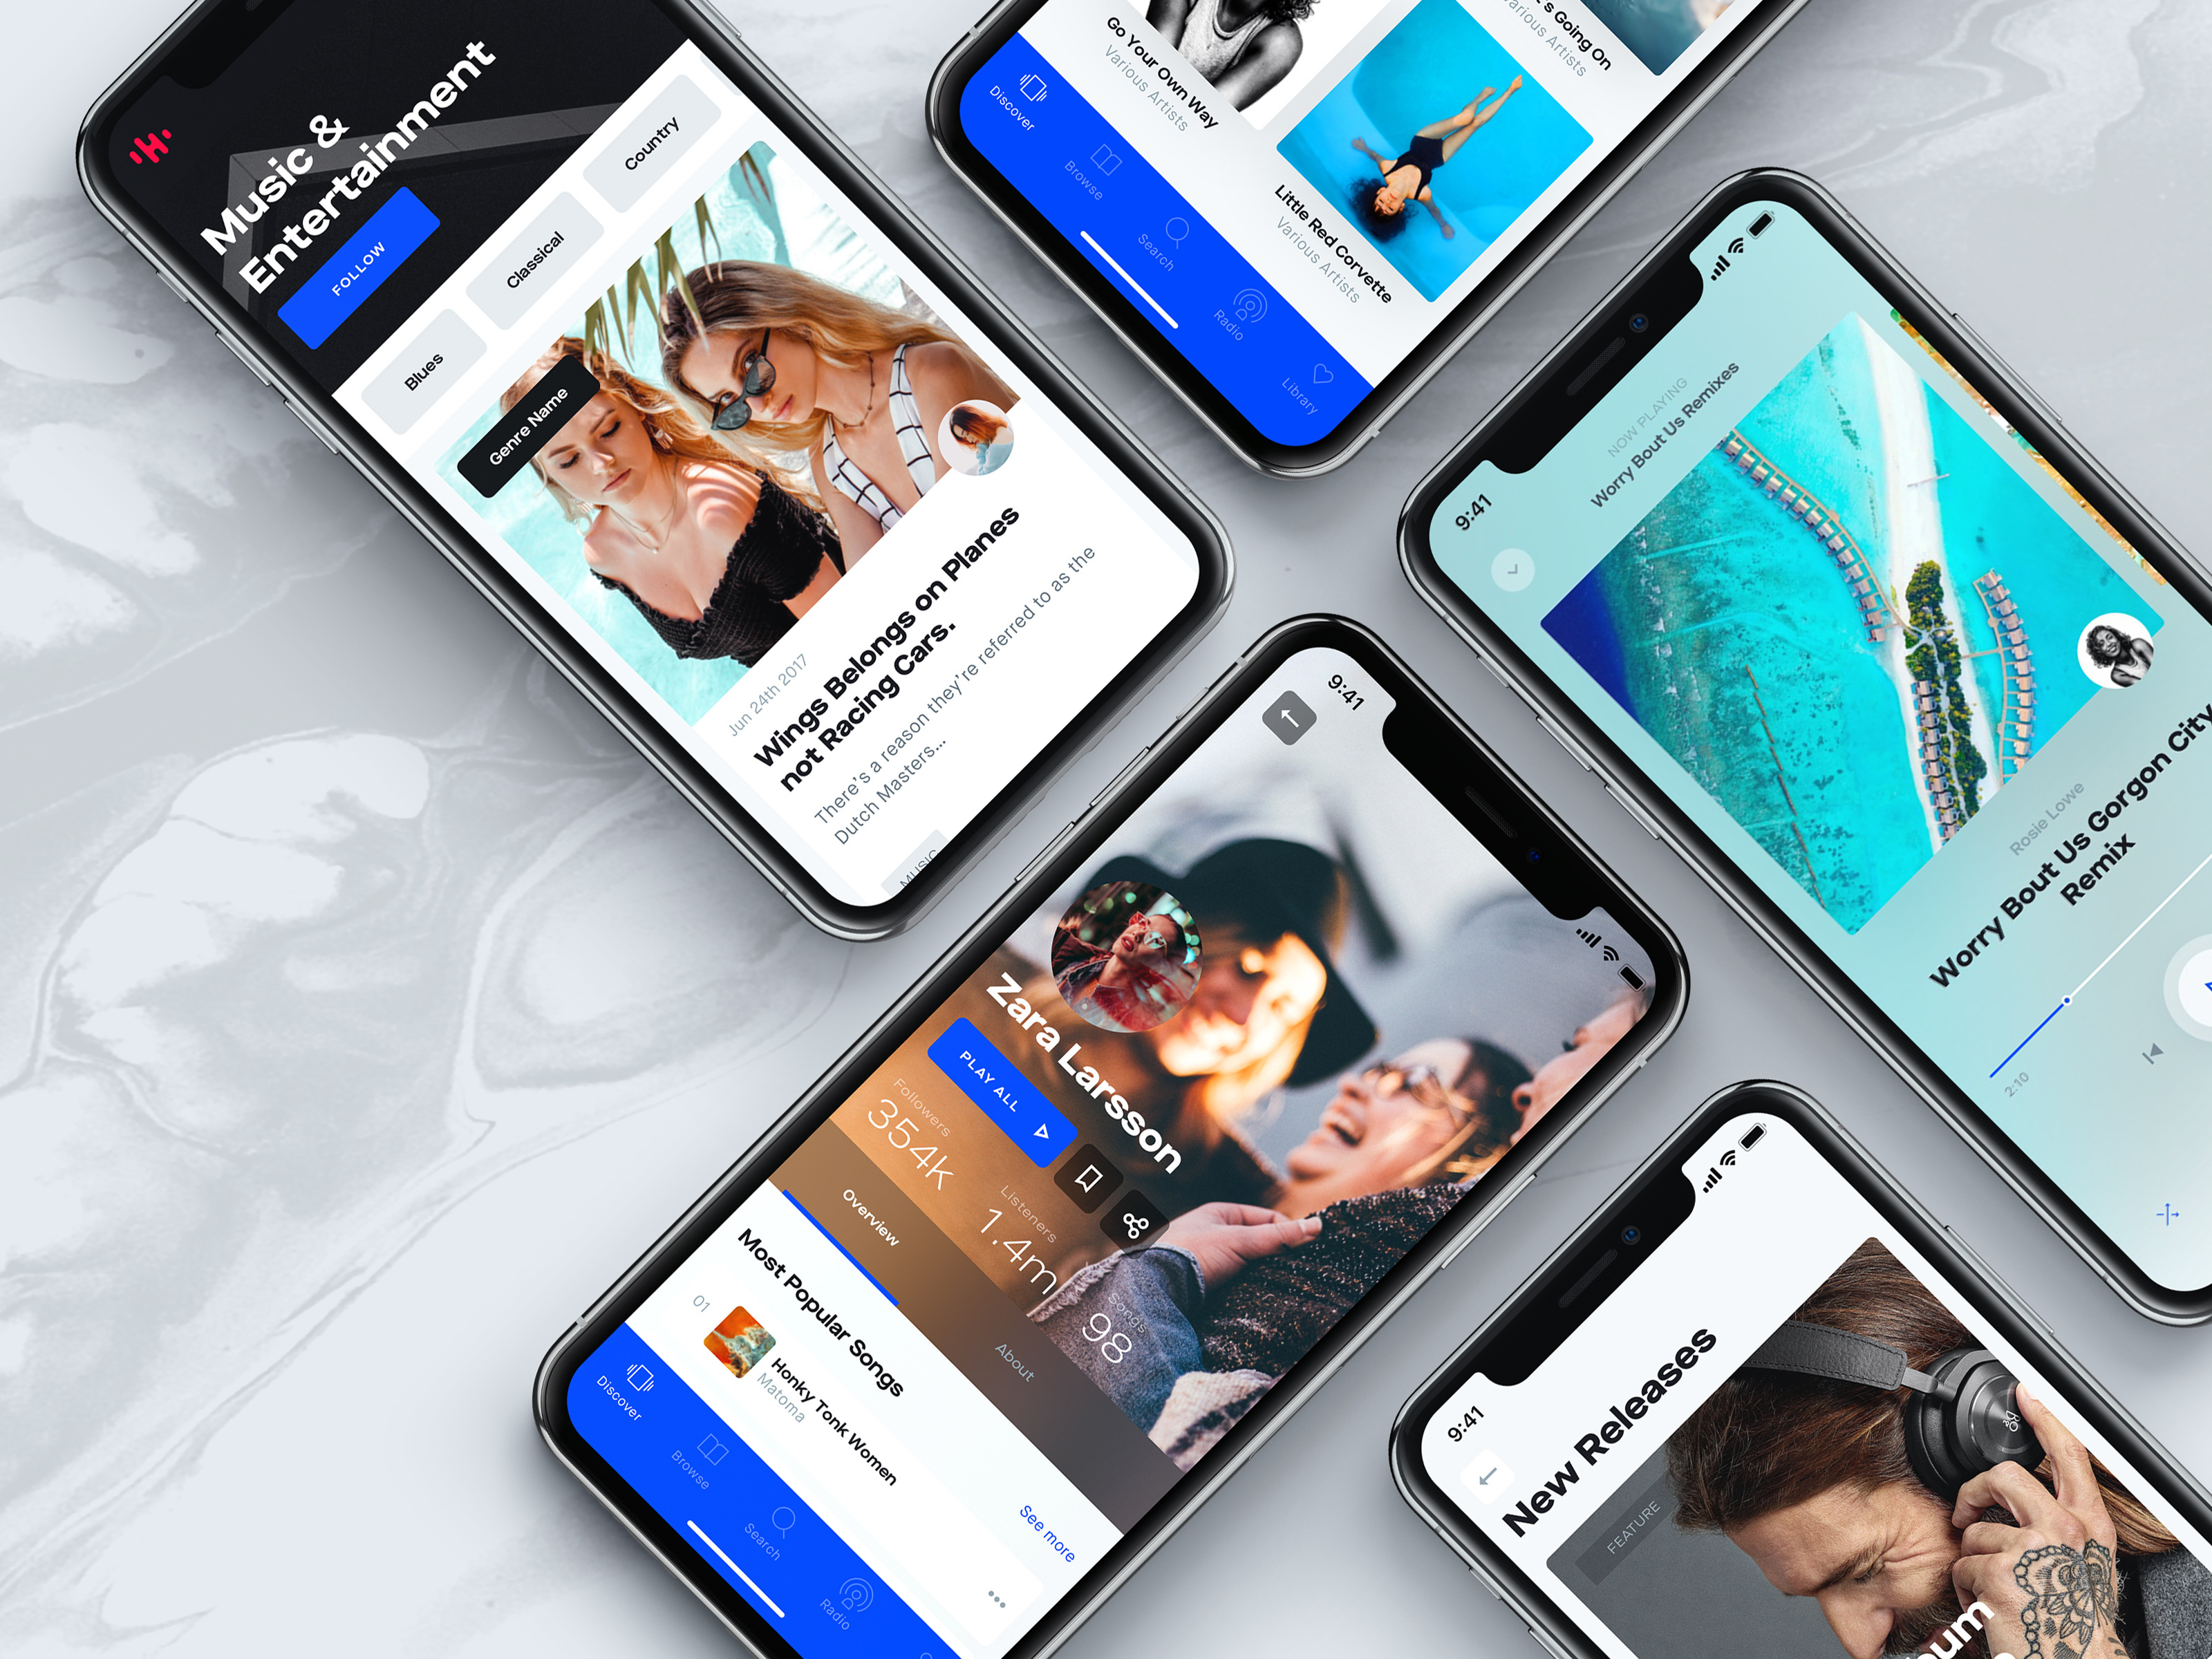 Music &
Entertainment
FOLLOW
Blues
Classical
Country
Genre Name
Jun 24th 2017
Wings Belongs on Planes
not Racing Cars.
There's a reason they're referred to as the
Dutch Masters...
MUSIC
Go Your Own Way
Various Artists
's Going On
Various Artists
Little Red Corvette
Various Artists
Discover
Browse
Search
Radio
Library
9:41
NOW PLAYING
Worry Bout Us Remixes
Rosie Lowe
Worry Bout Us Gorgon City
Remix
2:10
9:41
Zara Larsson
PLAY ALL
Followers
354k
Listeners
1.4m
Songs
98
Overview
About
Most Popular Songs
See more
01
Honky Tonk Women
Matoma
Discover
Browse
Search
Radio
9:41
New Releases
FEATURE
B&O